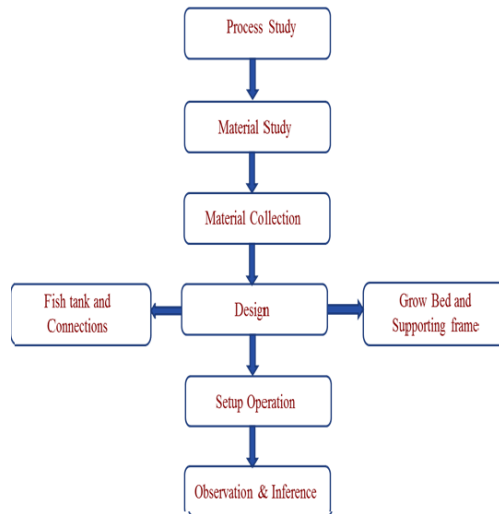 Process Study
Material Study
Material Collection
Fish tank and
Connections
Design
Grow Bed and
Supporting frame
Setup Operation
Observation & Inference